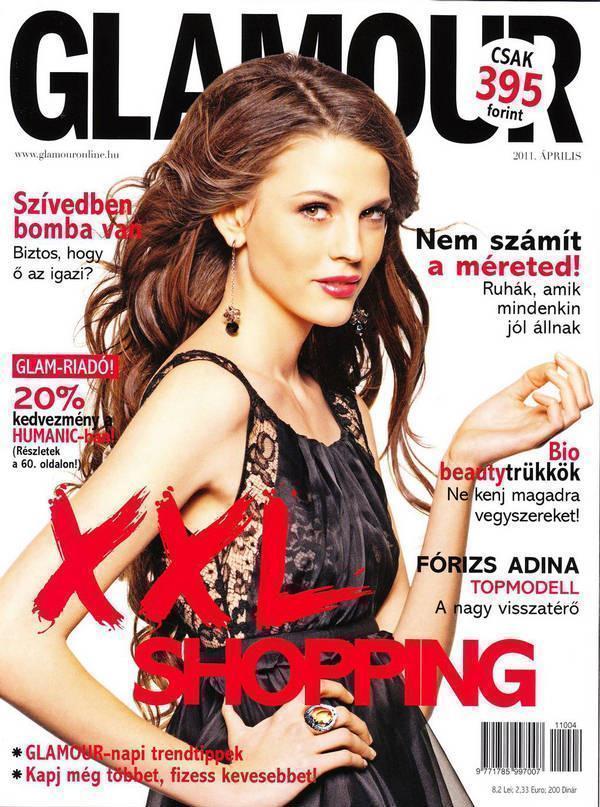 GLAMOUR
CSAK
395
forint
www.glamouronline.hu
2011. ÁPRILIS
Szívedben
bomba van
Biztos, hogy
ő az igazi?
Nem számít
a méreted!
Ruhák, amik
mindenkin
jól állnak
GLAM-RIADÓ!
20%
kedvezmény a
HUMANIC-ban!
(Részletek
a 60. oldalon!)
Bio
beautytrükkök
Ne kenj magadra
vegyszereket!
FÓRIZS ADINA
TOPMODELL
A nagy visszatérő
XXL
SHOPPING
* GLAMOUR-napi trendtippek
* Kapj még többet, fizess kevesebbet!
11004
9 771785 997007
8,2 Lei; 2,33 Euro; 200 Dinár